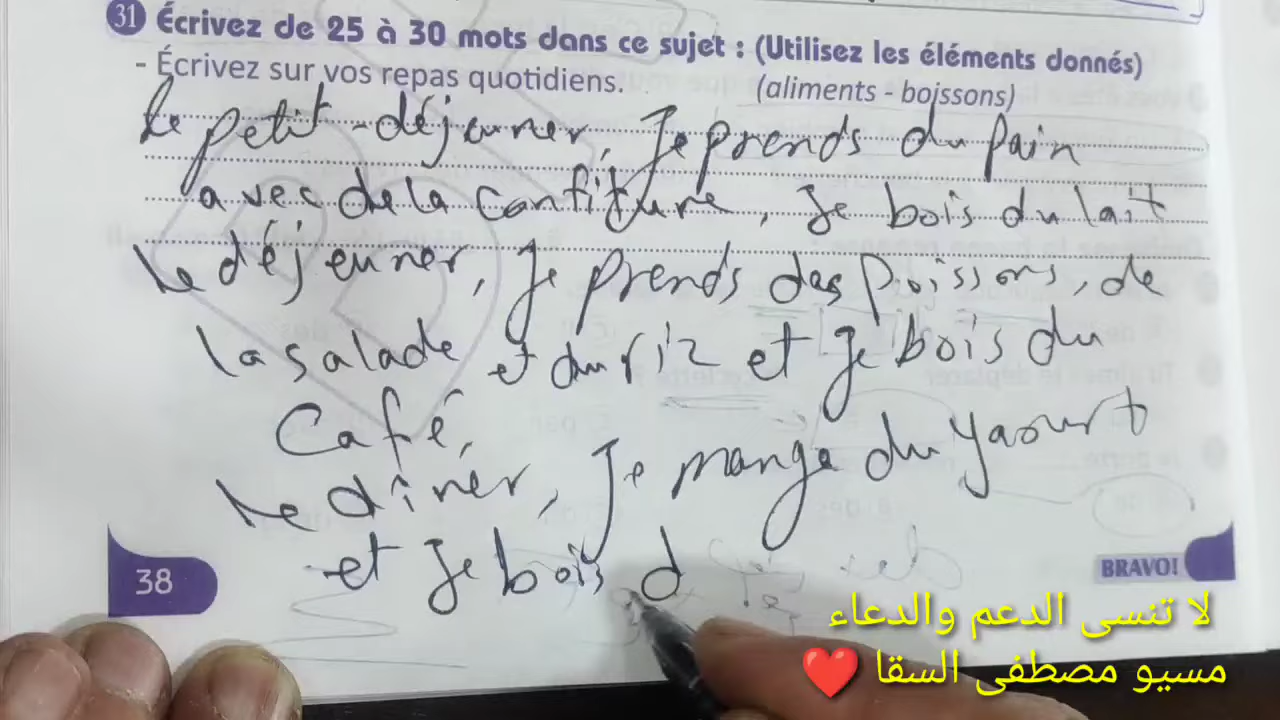 31 Écrivez de 25 à 30 mots dans ce sujet : (Utilisez les éléments donnés)
- Écrivez sur vos repas quotidiens. (aliments - boissons)
Le petit-déjeuner, Je prends du pain
avec de la confiture, Je bois du lait
Le déjeuner, Je prends des poissons, de
la salade et du riz et Je bois du
Café,
Le dîner, Je mange du yaourt
et Je bois d
38
BRAVO!
لا تنسى الدعم والدعاء
مسيو مصطفى السقا ❤️